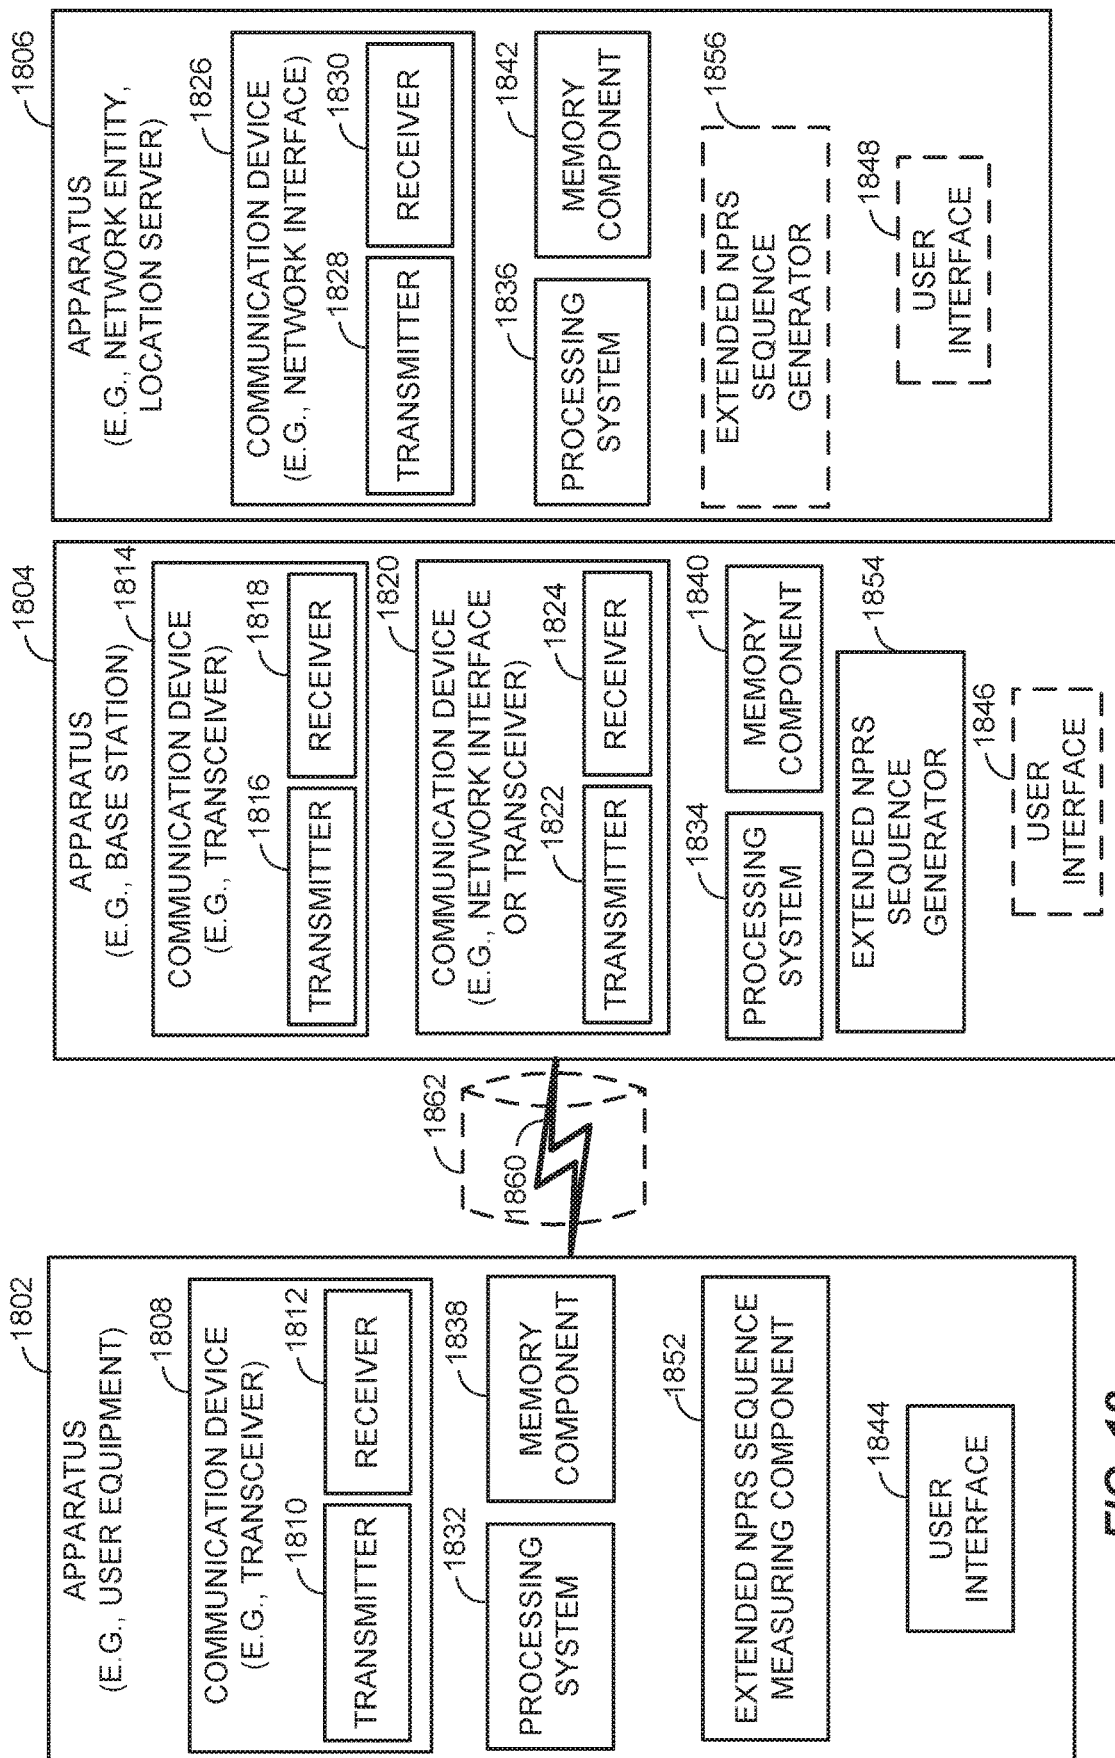 1802
APPARATUS
(E.G., USER EQUIPMENT)
1808
COMMUNICATION DEVICE
(E.G., TRANSCEIVER)
1810
1812
TRANSMITTER
RECEIVER
1832
1838
PROCESSING
SYSTEM
MEMORY
COMPONENT
1852
EXTENDED NPRS SEQUENCE
MEASURING COMPONENT
1844
USER
INTERFACE
1862
1860
1804
APPARATUS
(E.G., BASE STATION)
1814
COMMUNICATION DEVICE
(E.G., TRANSCEIVER)
1816
1818
TRANSMITTER
RECEIVER
1820
COMMUNICATION DEVICE
(E.G., NETWORK INTERFACE
OR TRANSCEIVER)
1822
1824
TRANSMITTER
RECEIVER
1834
1840
PROCESSING
SYSTEM
MEMORY
COMPONENT
1854
EXTENDED NPRS
SEQUENCE
GENERATOR
1846
USER
INTERFACE
1806
APPARATUS
(E.G., NETWORK ENTITY,
LOCATION SERVER)
1826
COMMUNICATION DEVICE
(E.G., NETWORK INTERFACE)
1828
1830
TRANSMITTER
RECEIVER
1836
1842
PROCESSING
SYSTEM
MEMORY
COMPONENT
1856
EXTENDED NPRS
SEQUENCE
GENERATOR
1848
USER
INTERFACE